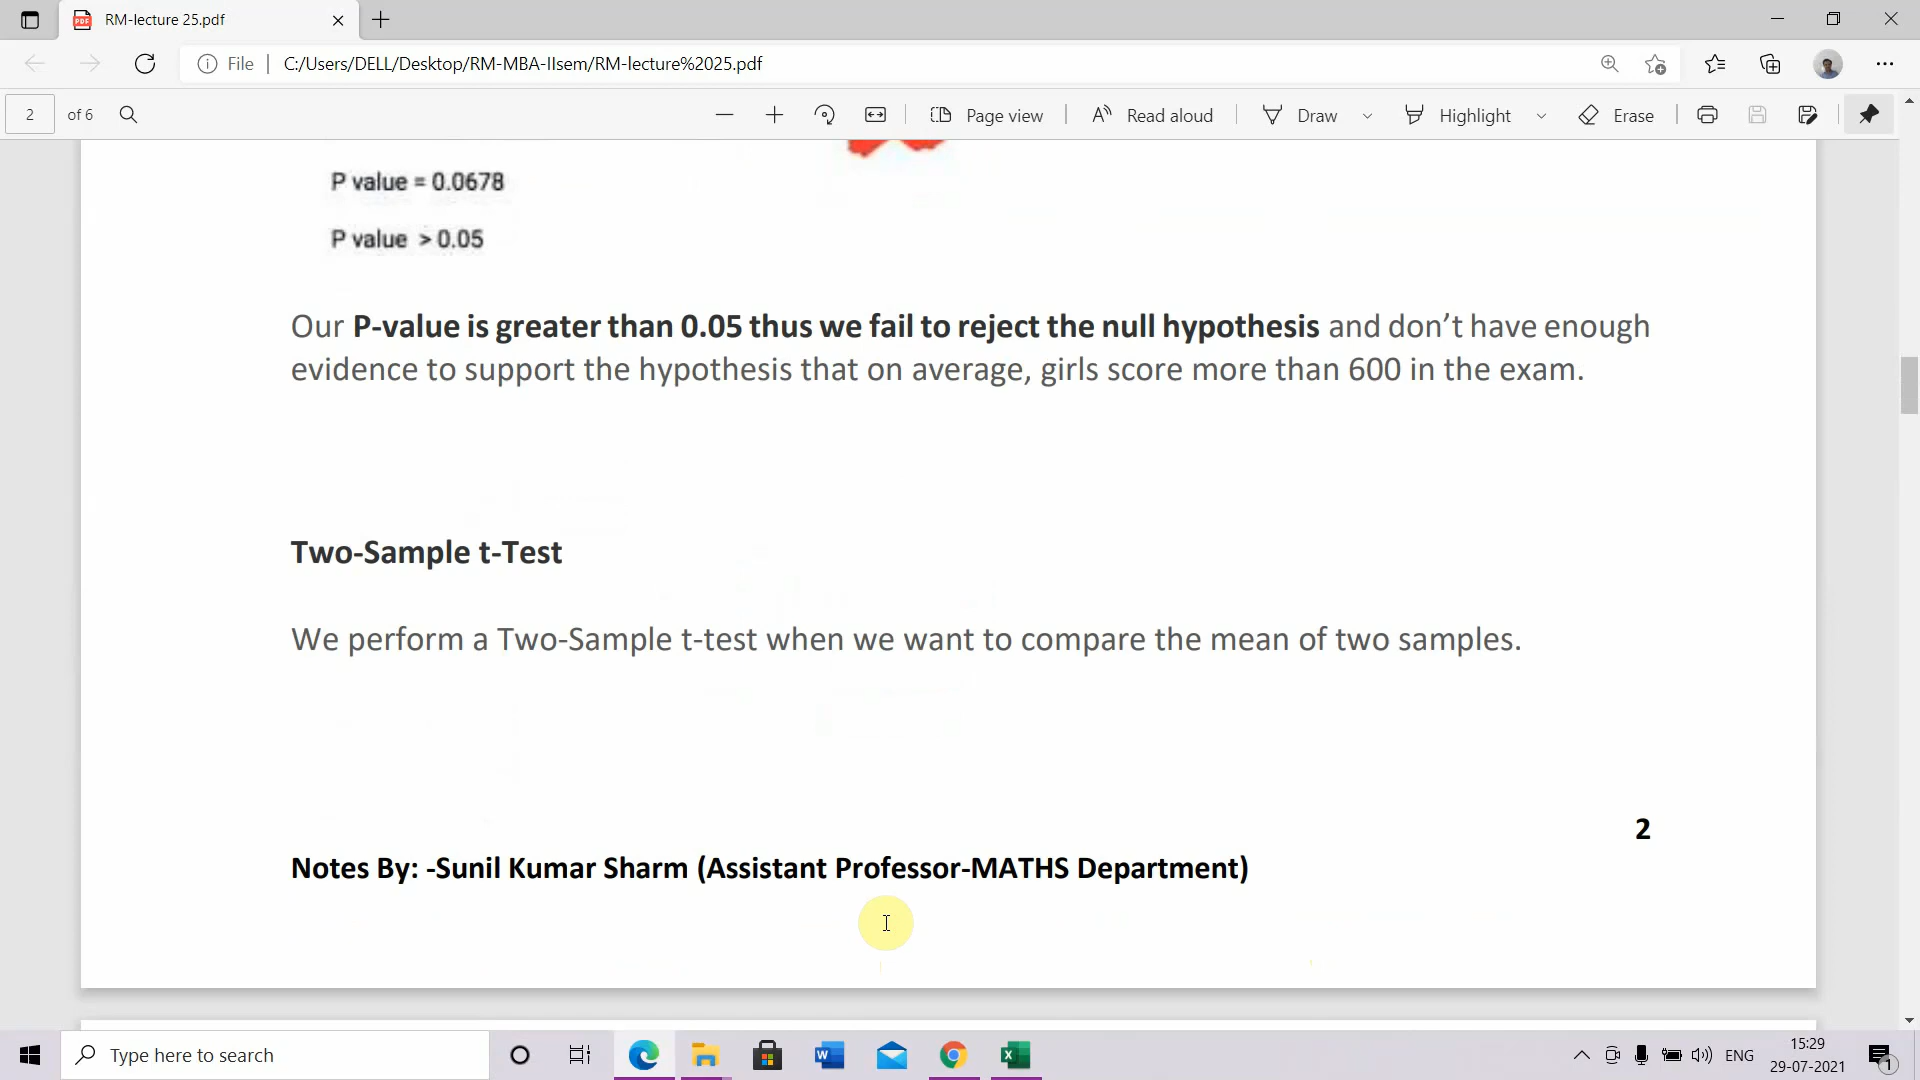 RM-lecture 25.pdf
File
C:/Users/DELL/Desktop/RM-MBA-IIsem/RM-lecture%2025.pdf
2 of 6
Page view
Read aloud
Draw
Highlight
Erase
P value = 0.0678
P value > 0.05
Our P-value is greater than 0.05 thus we fail to reject the null hypothesis and don’t have enough
evidence to support the hypothesis that on average, girls score more than 600 in the exam.
Two-Sample t-Test
We perform a Two-Sample t-test when we want to compare the mean of two samples.
2
Notes By: -Sunil Kumar Sharm (Assistant Professor-MATHS Department)
Type here to search
ENG
15:29
29-07-2021
1